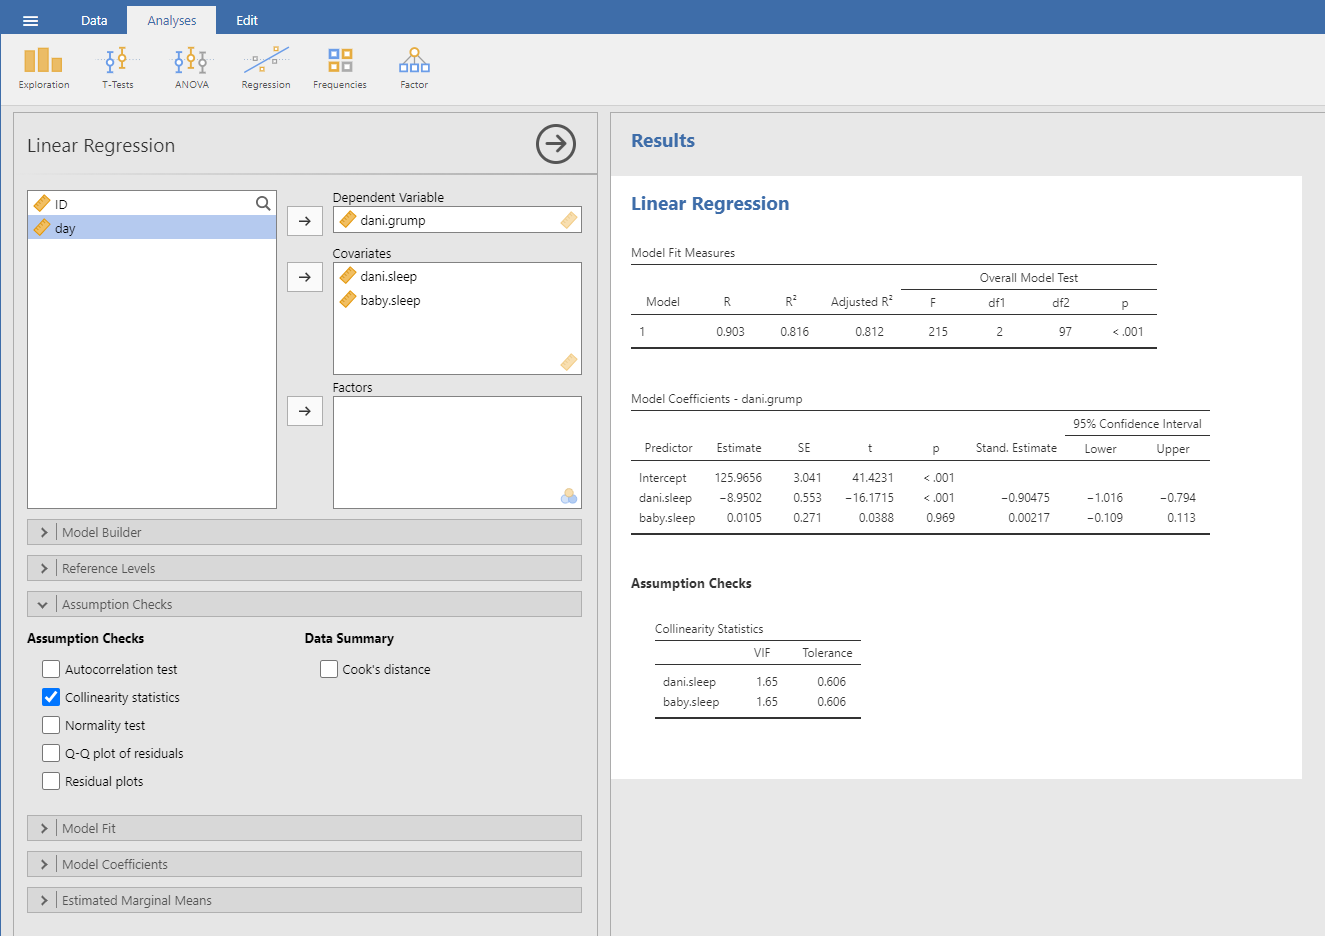 Data Analyses Edit
Exploration T-Tests ANOVA Regression Frequencies Factor
Linear Regression
ID
day
Dependent Variable
dani.grump
Covariates
dani.sleep
baby.sleep
Factors
Model Builder
Reference Levels
Assumption Checks
Assumption Checks
Autocorrelation test
Collinearity statistics
Normality test
Q-Q plot of residuals
Residual plots
Data Summary
Cook's distance
Model Fit
Model Coefficients
Estimated Marginal Means
Results
Linear Regression
Model Fit Measures
Overall Model Test
Model R R² Adjusted R² F df1 df2 p
1 0.903 0.816 0.812 215 2 97 < .001
Model Coefficients - dani.grump
95% Confidence Interval
Predictor Estimate SE t p Stand. Estimate Lower Upper
Intercept 125.9656 3.041 41.4231 < .001
dani.sleep −8.9502 0.553 −16.1715 < .001 −0.90475 −1.016 −0.794
baby.sleep 0.0105 0.271 0.0388 0.969 0.00217 −0.109 0.113
Assumption Checks
Collinearity Statistics
VIF Tolerance
dani.sleep 1.65 0.606
baby.sleep 1.65 0.606